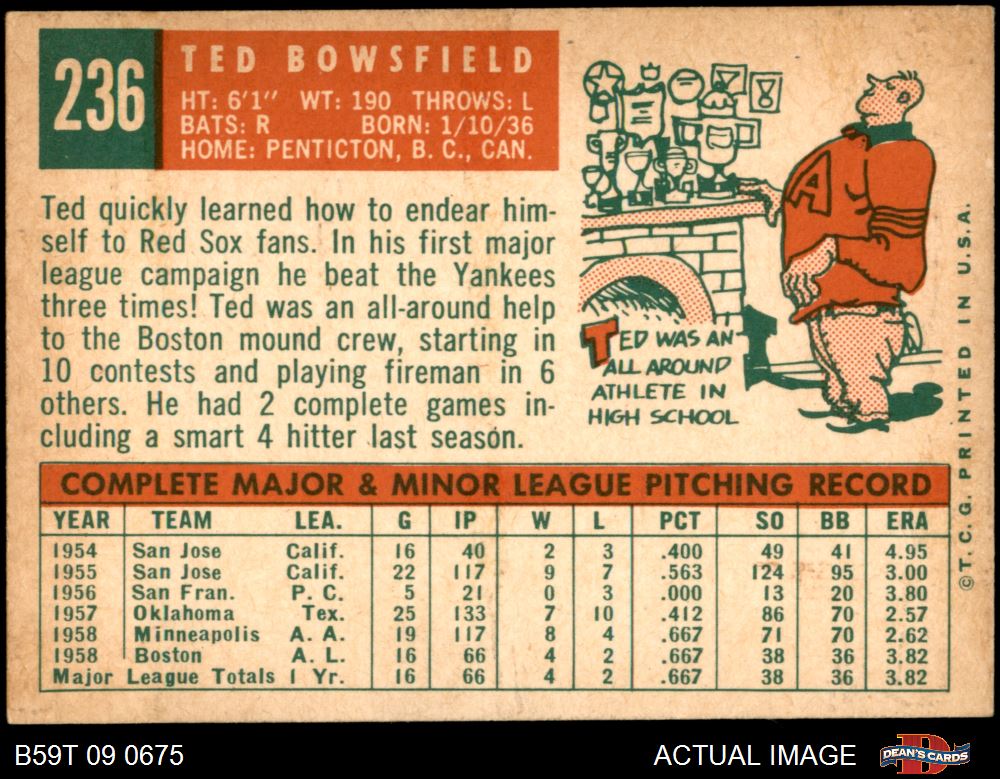 236
TED BOWSFIELD
HT: 6'1" WT: 190 THROWS: L
BATS: R BORN: 1/10/36
HOME: PENTICTON, B. C., CAN.
Ted quickly learned how to endear him-
self to Red Sox fans. In his first major
league campaign he beat the Yankees
three times! Ted was an all-around help
to the Boston mound crew, starting in
10 contests and playing fireman in 6
others. He had 2 complete games in-
cluding a smart 4 hitter last season.
A
TED WAS AN
ALL AROUND
ATHLETE IN
HIGH SCHOOL
COMPLETE MAJOR & MINOR LEAGUE PITCHING RECORD
YEAR TEAM LEA. G IP W L PCT SO BB ERA
1954 San Jose Calif. 16 40 2 3 .400 49 41 4.95
1955 San Jose Calif. 22 117 9 7 .563 124 95 3.00
1956 San Fran. P. C. 5 21 0 3 .000 13 20 3.80
1957 Oklahoma Tex. 25 133 7 10 .412 86 70 2.57
1958 Minneapolis A. A. 19 117 8 4 .667 71 70 2.62
1958 Boston A. L. 16 66 4 2 .667 38 36 3.82
Major League Totals 1 Yr. 16 66 4 2 .667 38 36 3.82
© T. C. G. PRINTED IN U.S.A.
B59T 09 0675
ACTUAL IMAGE
D
DEAN'S CARDS